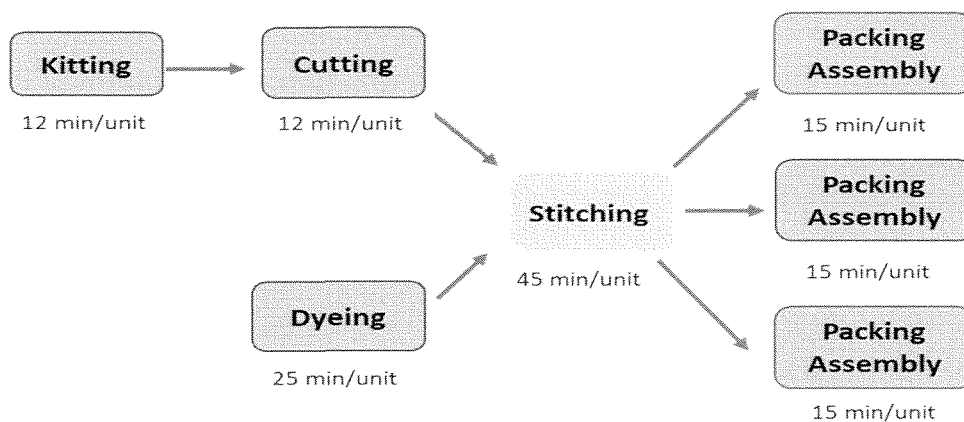 Kitting
12 min/unit
Cutting
12 min/unit
Dyeing
25 min/unit
Stitching
45 min/unit
Packing
Assembly
15 min/unit
Packing
Assembly
15 min/unit
Packing
Assembly
15 min/unit